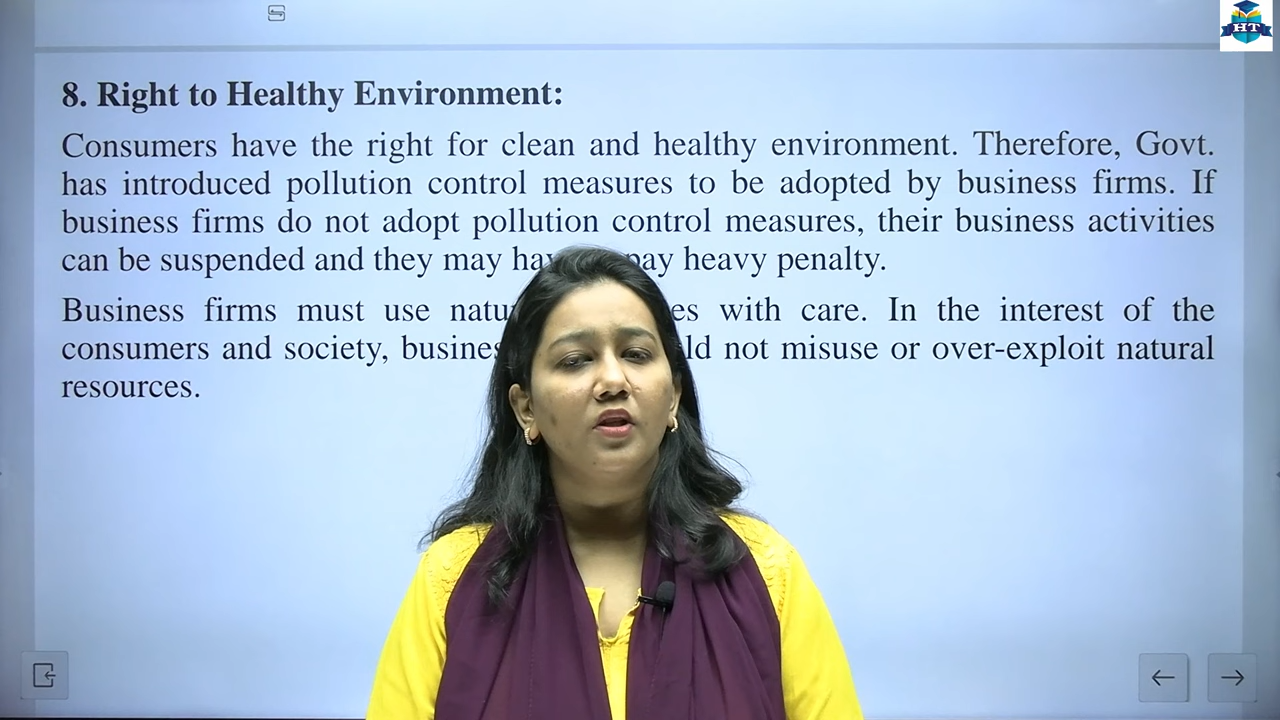 HT
8. Right to Healthy Environment:
Consumers have the right for clean and healthy environment. Therefore, Govt.
has introduced pollution control measures to be adopted by business firms. If
business firms do not adopt pollution control measures, their business activities
can be suspended and they may pay heavy penalty.
Business firms must use with care. In the interest of the
consumers and society, not misuse or over-exploit natural
resources.